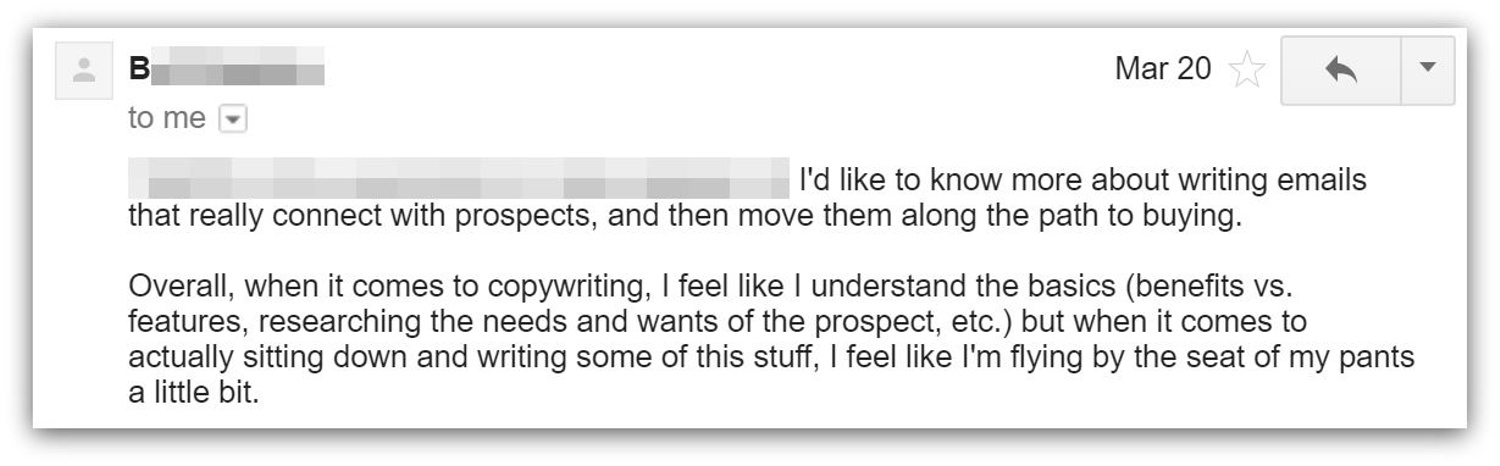 B
Mar 20
to me
I'd like to know more about writing emails
that really connect with prospects, and then move them along the path to buying.
Overall, when it comes to copywriting, I feel like I understand the basics (benefits vs.
features, researching the needs and wants of the prospect, etc.) but when it comes to
actually sitting down and writing some of this stuff, I feel like I'm flying by the seat of my pants
a little bit.